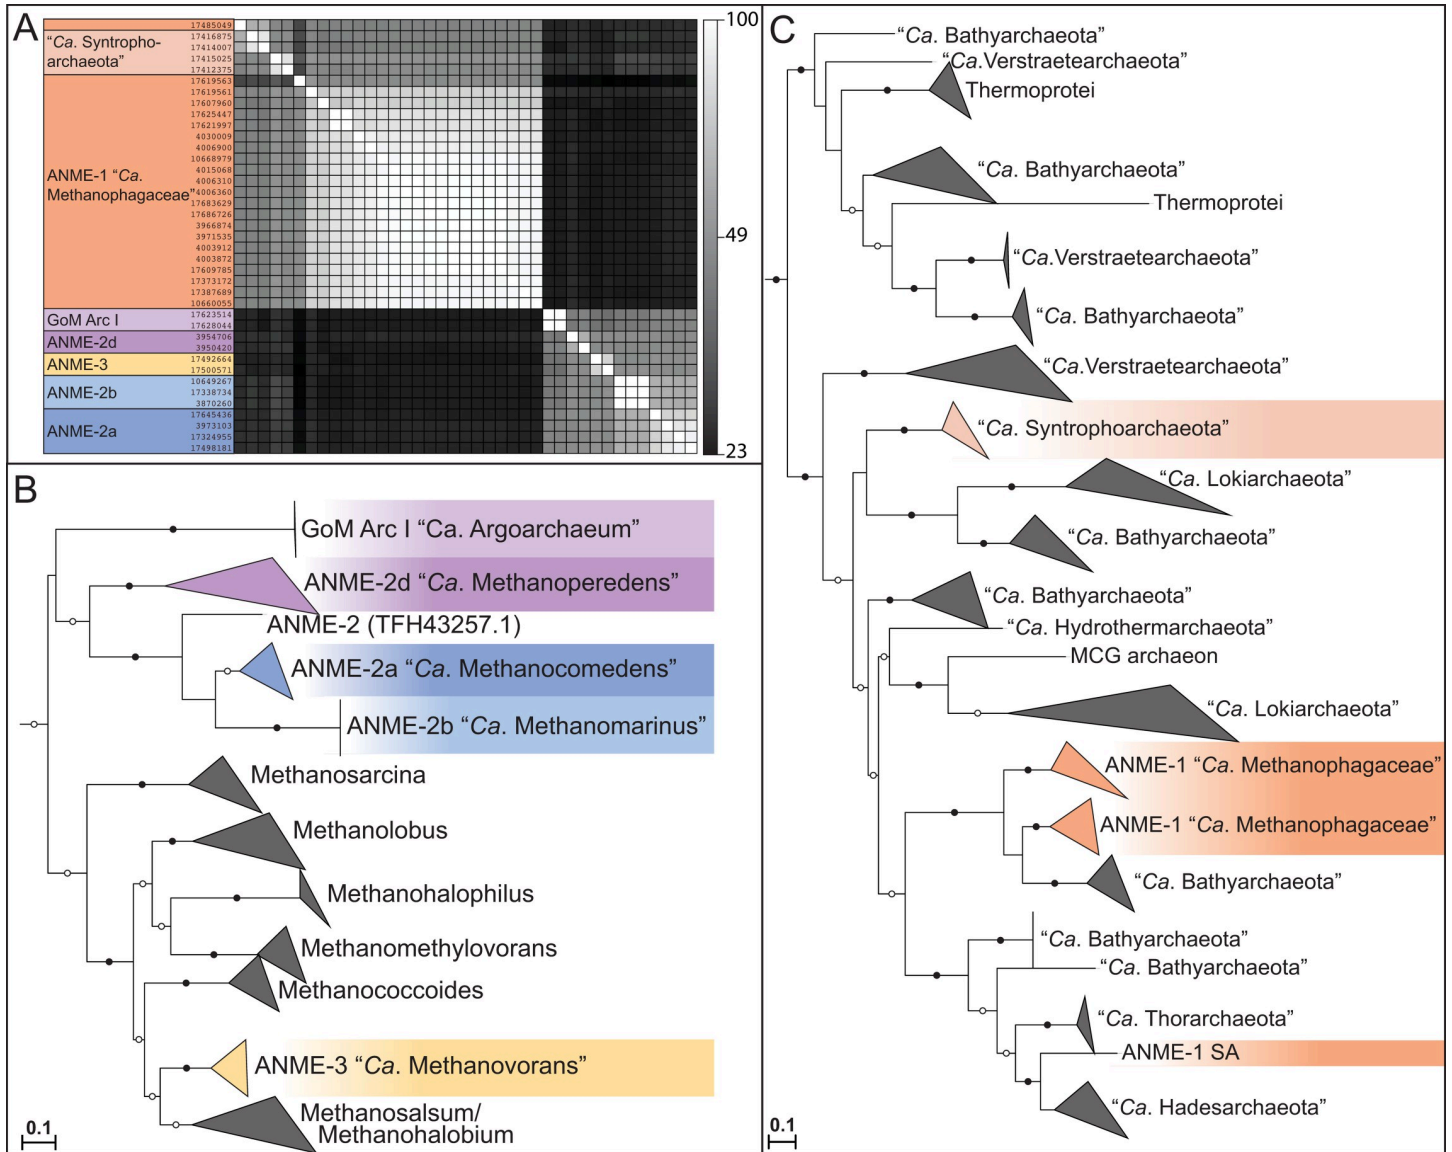 A
17485049
"Ca. Syntropho-
archaeota"
17416875
17414007
17415025
17412375
17619563
17619561
17607960
17625447
17621997
4030009
4006900
10668979
ANME-1 "Ca.
Methanophagaceae"
4015068
4006310
4006360
17683629
17686726
3966874
3971535
4003912
4003872
17609785
17373172
17387689
10660055
GoM Arc I
17623514
17628044
ANME-2d
3954706
3950420
ANME-3
17492664
17500571
ANME-2b
10649267
17338734
3870260
ANME-2a
17645436
3973103
17324955
17498181
100
49
23
B
GoM Arc I "Ca. Argoarchaeum"
ANME-2d "Ca. Methanoperedens"
ANME-2 (TFH43257.1)
ANME-2a "Ca. Methanocomedens"
ANME-2b "Ca. Methanomarinus"
Methanosarcina
Methanolobus
Methanohalophilus
Methanomethylovorans
Methanococcoides
ANME-3 "Ca. Methanovorans"
Methanosalsum/
Methanohalobium
0.1
C
"Ca. Bathyarchaeota"
"Ca.Verstraetearchaeota"
Thermoprotei
"Ca. Bathyarchaeota"
Thermoprotei
"Ca.Verstraetearchaeota"
"Ca. Bathyarchaeota"
"Ca.Verstraetearchaeota"
"Ca. Syntrophoarchaeota"
"Ca. Lokiarchaeota"
"Ca. Bathyarchaeota"
"Ca. Bathyarchaeota"
"Ca. Hydrothermarchaeota"
MCG archaeon
"Ca. Lokiarchaeota"
ANME-1 "Ca. Methanophagaceae"
ANME-1 "Ca. Methanophagaceae"
"Ca. Bathyarchaeota"
"Ca. Bathyarchaeota"
"Ca. Bathyarchaeota"
"Ca. Thorarchaeota"
ANME-1 SA
"Ca. Hadesarchaeota"
0.1